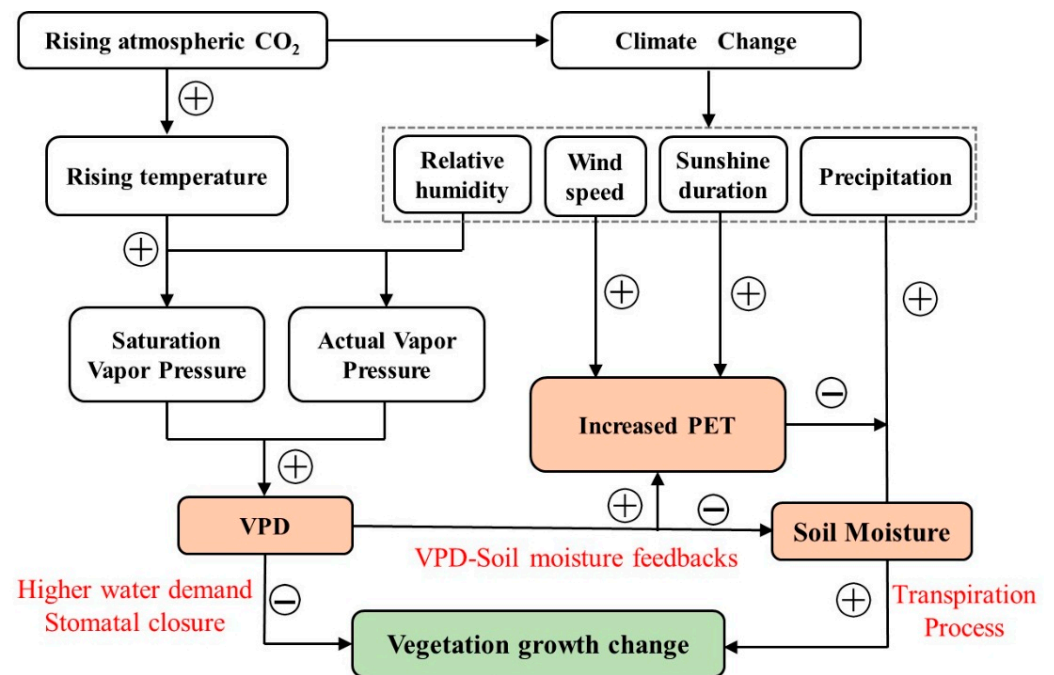 Rising atmospheric CO₂
Climate Change
+
Rising temperature
Relative
humidity
Wind
speed
Sunshine
duration
Precipitation
+
+
+
+
Saturation
Vapor Pressure
Actual Vapor
Pressure
Increased PET
−
+
VPD
+
−
Soil Moisture
VPD-Soil moisture feedbacks
Higher water demand
Stomatal closure
−
Vegetation growth change
+
Transpiration
Process